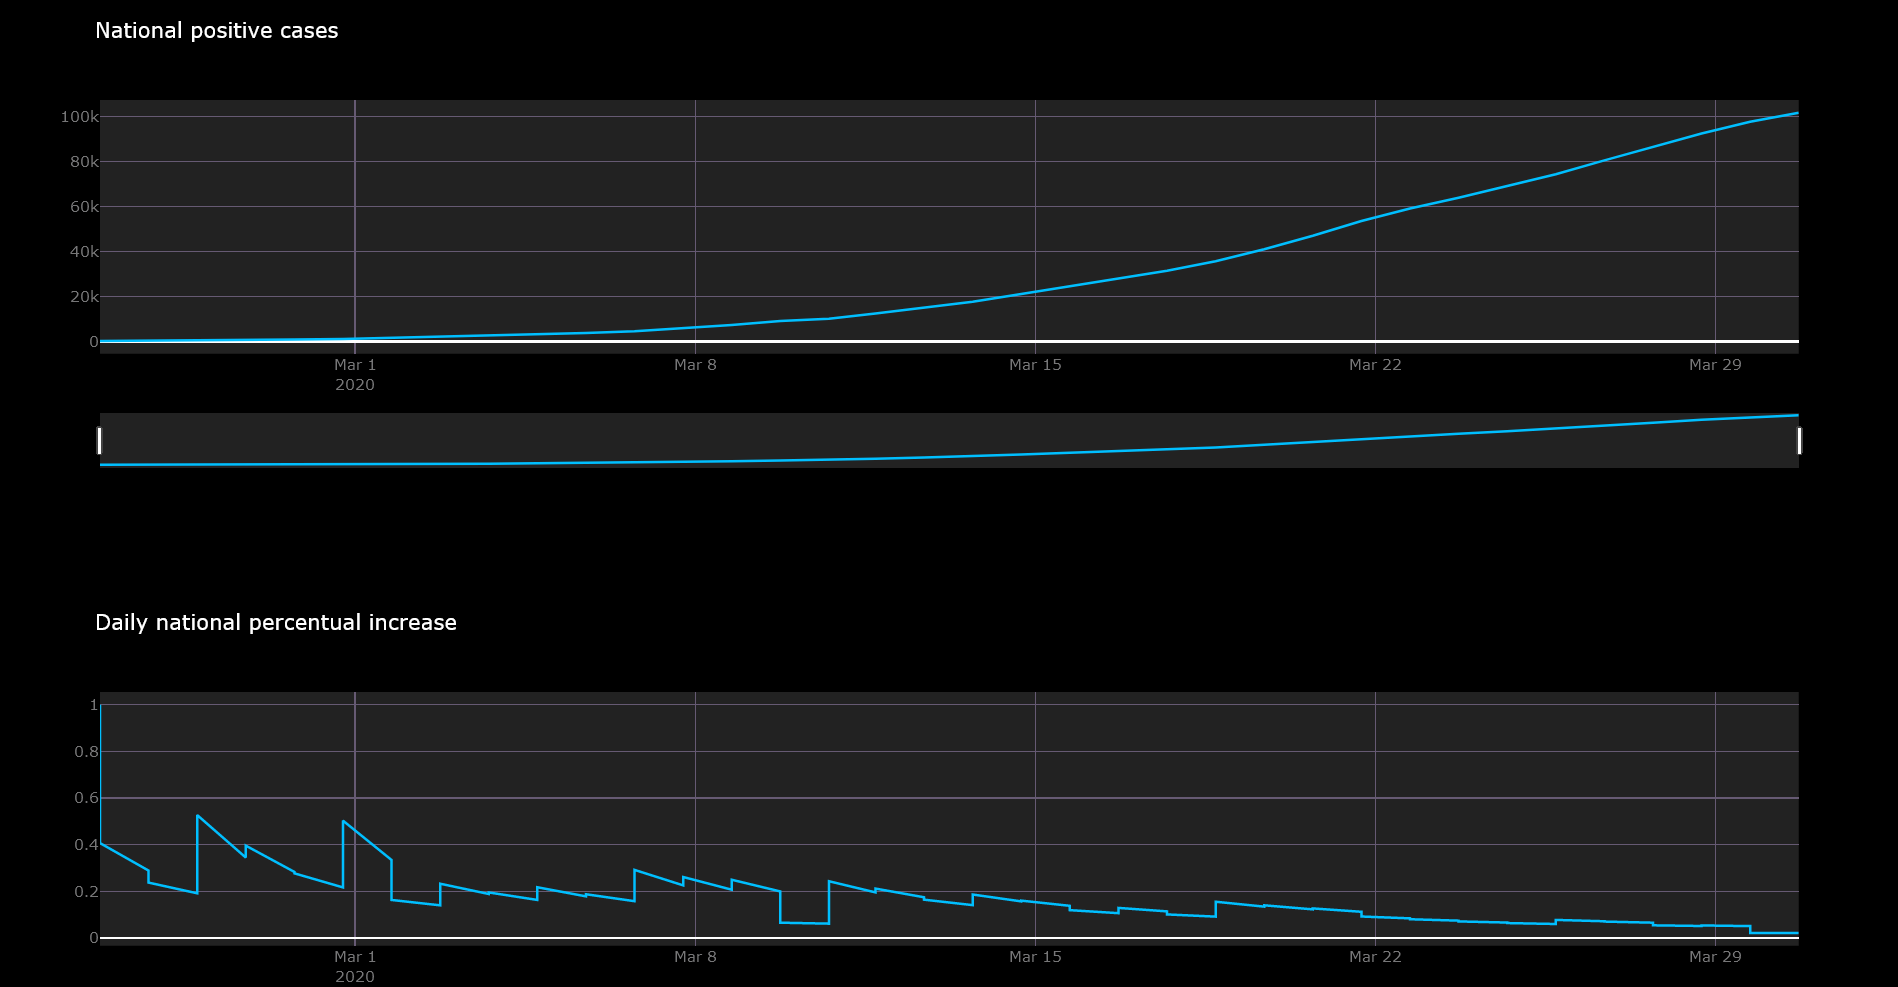 National positive cases
100k
80k
60k
40k
20k
0
Mar 1 Mar 8 Mar 15 Mar 22 Mar 29
2020
Daily national percentual increase
1
0.8
0.6
0.4
0.2
0
Mar 1 Mar 8 Mar 15 Mar 22 Mar 29
2020